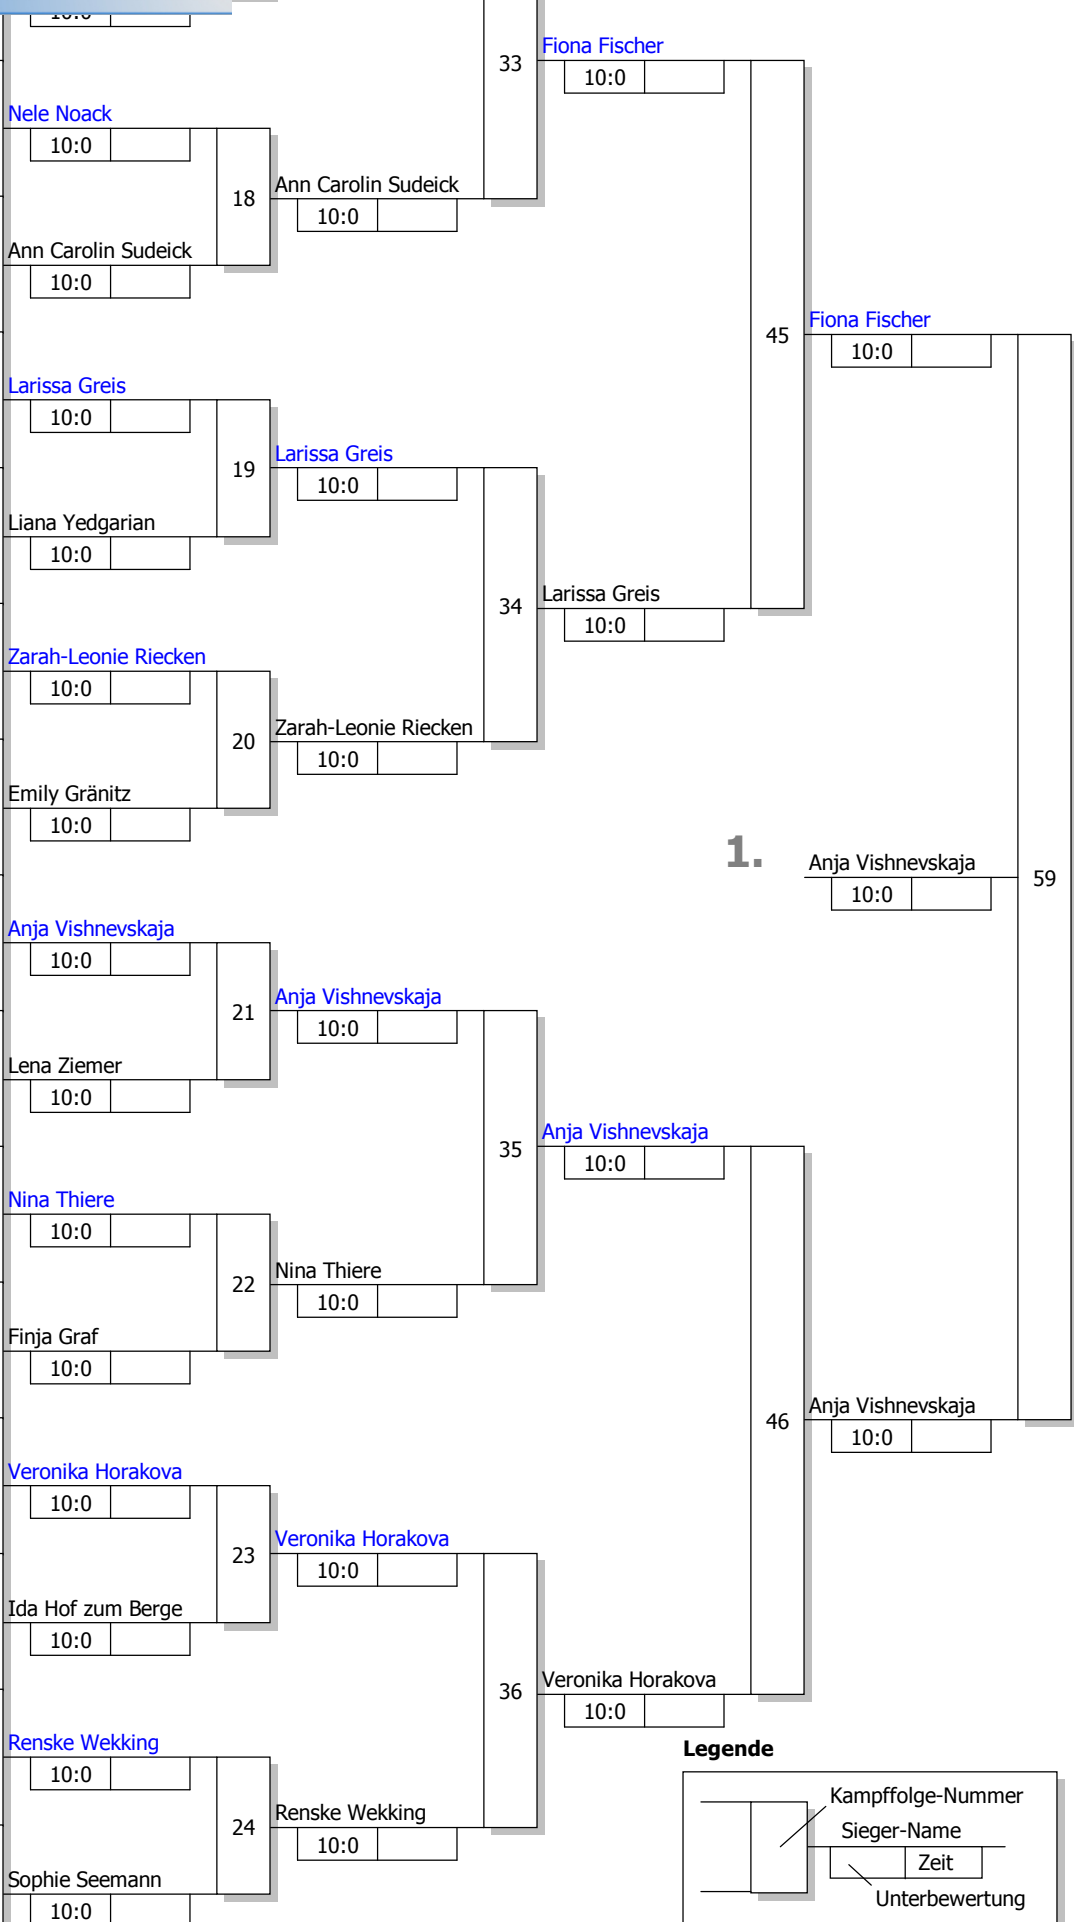 10:0
33
Fiona Fischer
10:0
Nele Noack
10:0
18
Ann Carolin Sudeick
10:0
Ann Carolin Sudeick
10:0
45
Fiona Fischer
10:0
Larissa Greis
10:0
19
Larissa Greis
10:0
Liana Yedgarian
10:0
34
Larissa Greis
10:0
Zarah-Leonie Riecken
10:0
20
Zarah-Leonie Riecken
10:0
Emily Gränitz
10:0
1.
Anja Vishnevskaja
10:0
59
Anja Vishnevskaja
10:0
21
Anja Vishnevskaja
10:0
Lena Ziemer
10:0
35
Anja Vishnevskaja
10:0
Nina Thiere
10:0
22
Nina Thiere
10:0
Finja Graf
10:0
46
Anja Vishnevskaja
10:0
Veronika Horakova
10:0
23
Veronika Horakova
10:0
Ida Hof zum Berge
10:0
36
Veronika Horakova
10:0
Renske Wekking
10:0
24
Renske Wekking
10:0
Sophie Seemann
10:0
Legende
Kampffolge-Nummer
Sieger-Name
Zeit
Unterbewertung